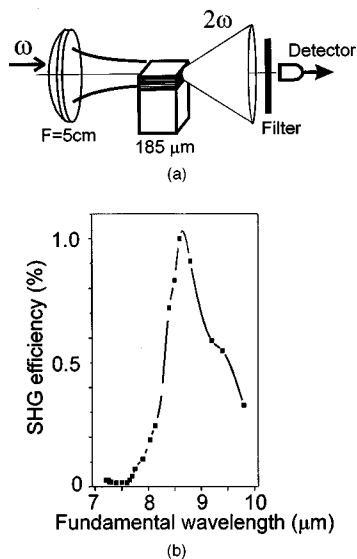 ω
2ω
Detector
F=5cm
185 μm
Filter
(a)
SHG efficiency (%)
1.0
0.5
0
7 8 9 10
Fundamental wavelength (μm)
(b)